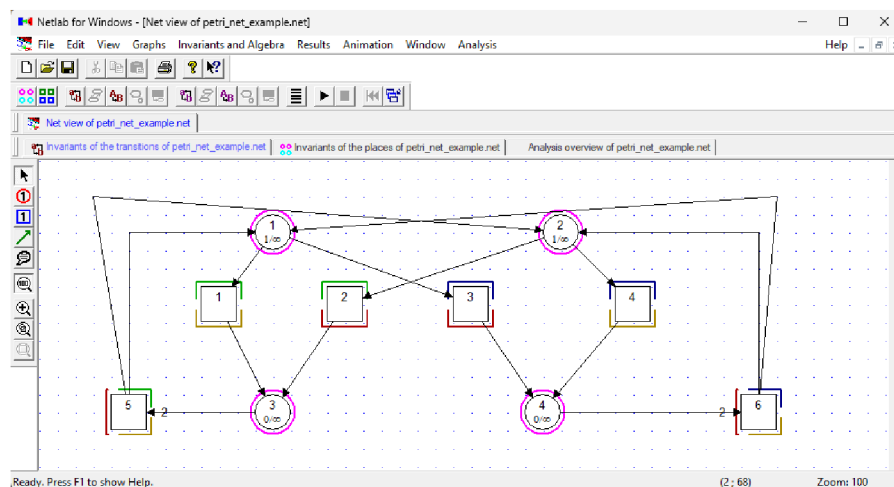 Netlab for Windows - [Net view of petri_net_example.net]
File Edit View Graphs Invariants and Algebra Results Animation Window Analysis Help
Net view of petri_net_example.net
Invariants of the transitions of petri_net_example.net Invariants of the places of petri_net_example.net Analysis overview of petri_net_example.net
1 2
1/∞ 1/∞
1 2 3 4
5 2 3 4 2 6
0/∞ 0/∞
Ready. Press F1 to show Help. (2 ; 68) Zoom: 100